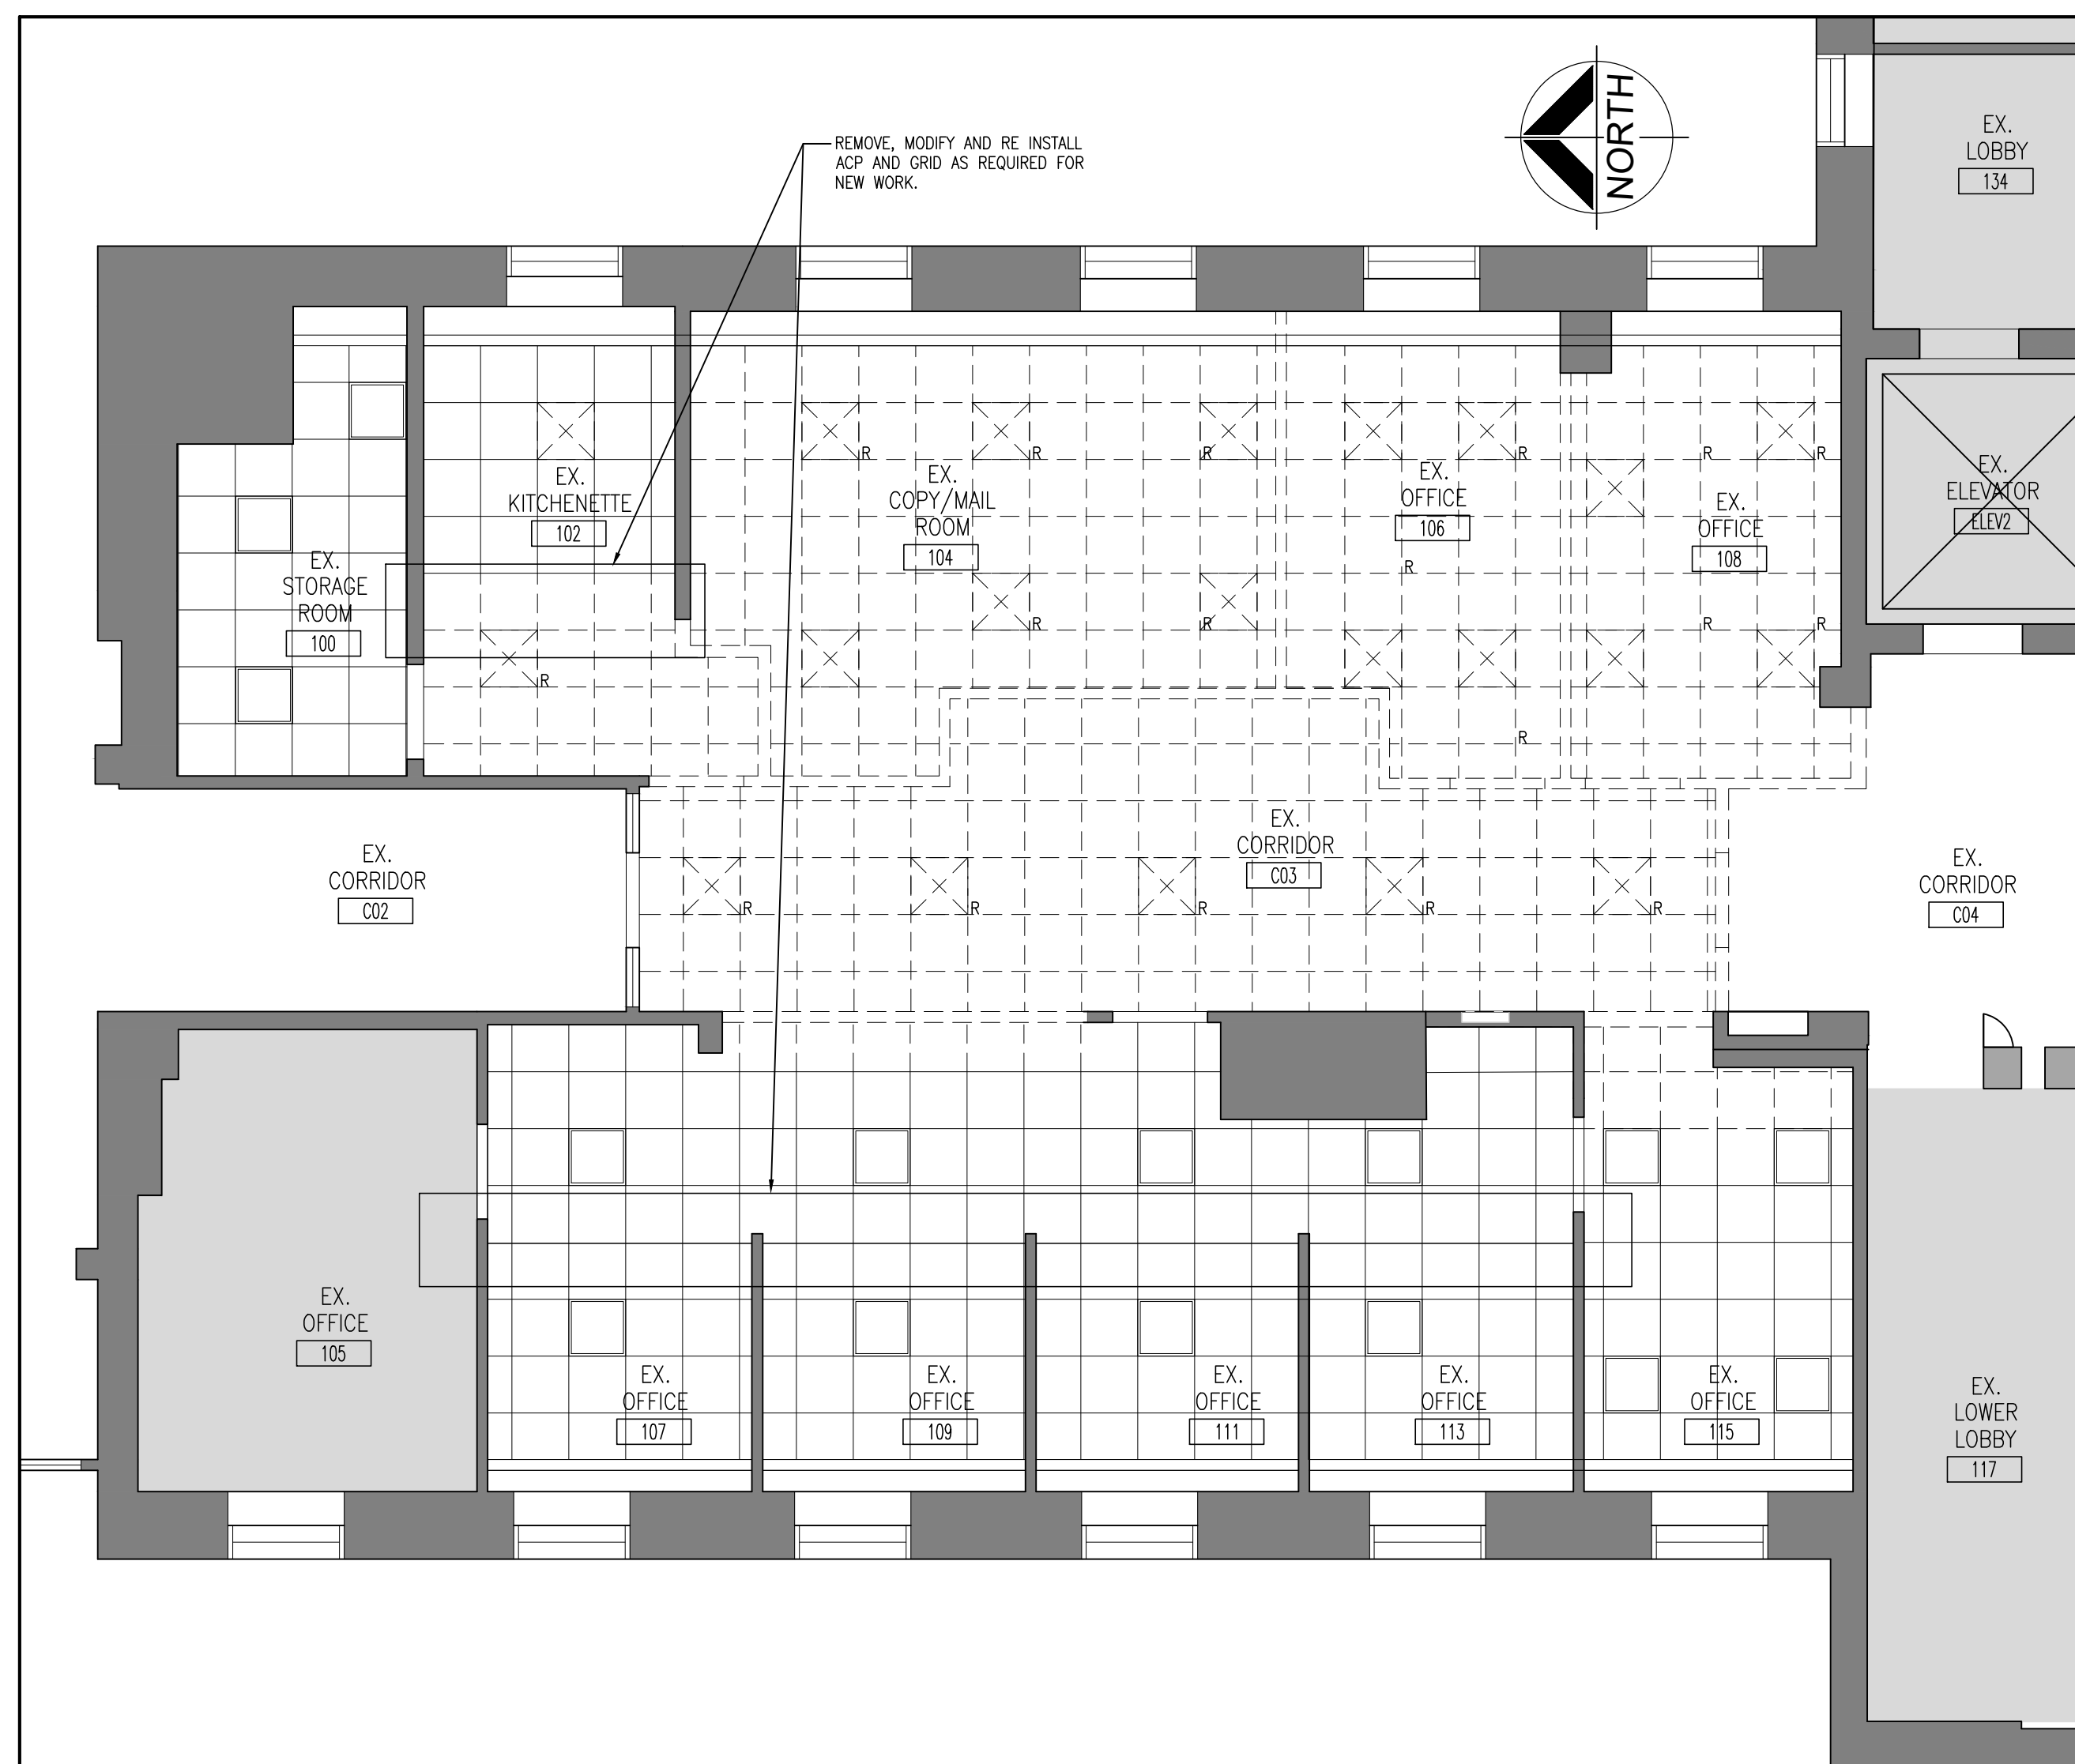 NORTH
REMOVE, MODIFY AND RE INSTALL
ACP AND GRID AS REQUIRED FOR
NEW WORK.
EX.
LOBBY
134
EX.
STORAGE
ROOM
100
EX.
KITCHENETTE
102
R
EX.
COPY/MAIL
ROOM
104
R
R
R
R
R
EX.
OFFICE
106
R
R
R
EX.
OFFICE
108
R
R
R
R
EX.
ELEVATOR
ELEV2
EX.
CORRIDOR
C02
EX.
CORRIDOR
C03
R
R
R
R
R
EX.
CORRIDOR
C04
EX.
OFFICE
105
EX.
OFFICE
107
EX.
OFFICE
109
EX.
OFFICE
111
EX.
OFFICE
113
EX.
OFFICE
115
EX.
LOWER
LOBBY
117